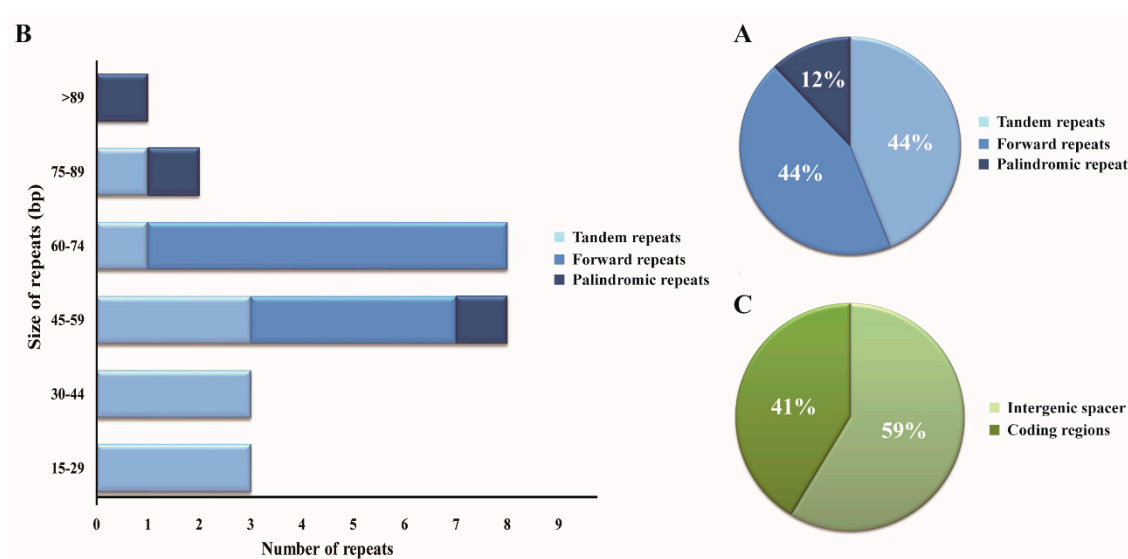 B
Size of repeats (bp)
>89
75-89
60-74
45-59
30-44
15-29
0 1 2 3 4 5 6 7 8 9
Number of repeats
Tandem repeats
Forward repeats
Palindromic repeats
A
12%
44%
44%
Tandem repeats
Forward repeats
Palindromic repeat
C
41%
59%
Intergenic spacer
Coding regions